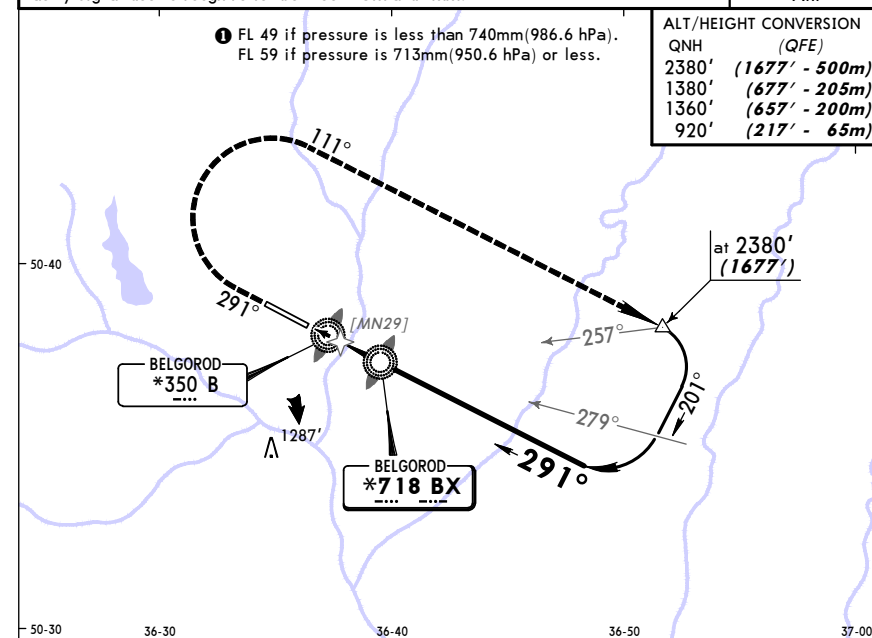 ❶ FL 49 if pressure is less than 740mm(986.6 hPa).
FL 59 if pressure is 713mm(950.6 hPa) or less.
ALT/HEIGHT CONVERSION
QNH (QFE)
2380' (1677' - 500m)
1380' (677' - 205m)
1360' (657' - 200m)
920' (217' - 65m)
111°
at 2380'
(1677')
50-40
291°
[MN29]
257°
BELGOROD
*350 B
201°
279°
1287'
291°
BELGOROD
*718 BX
50-30
36-30
36-40
36-50
37-00